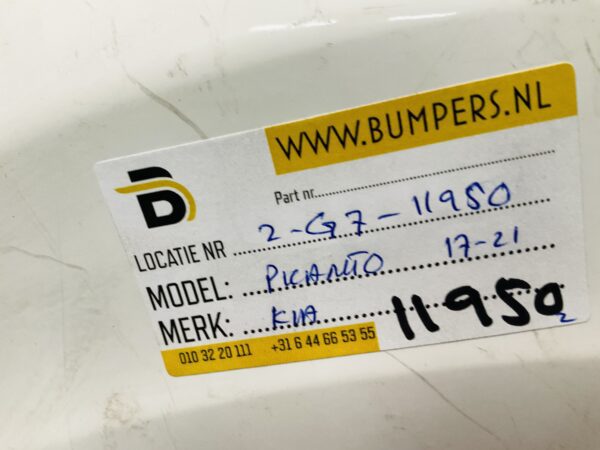 WWW.BUMPERS.NL
Part nr.
LOCATIE NR 2-G7-11950
MODEL: PICANTO 17-21
MERK: KIA 11950
2
010 32 20 111 +31 6 44 66 53 55